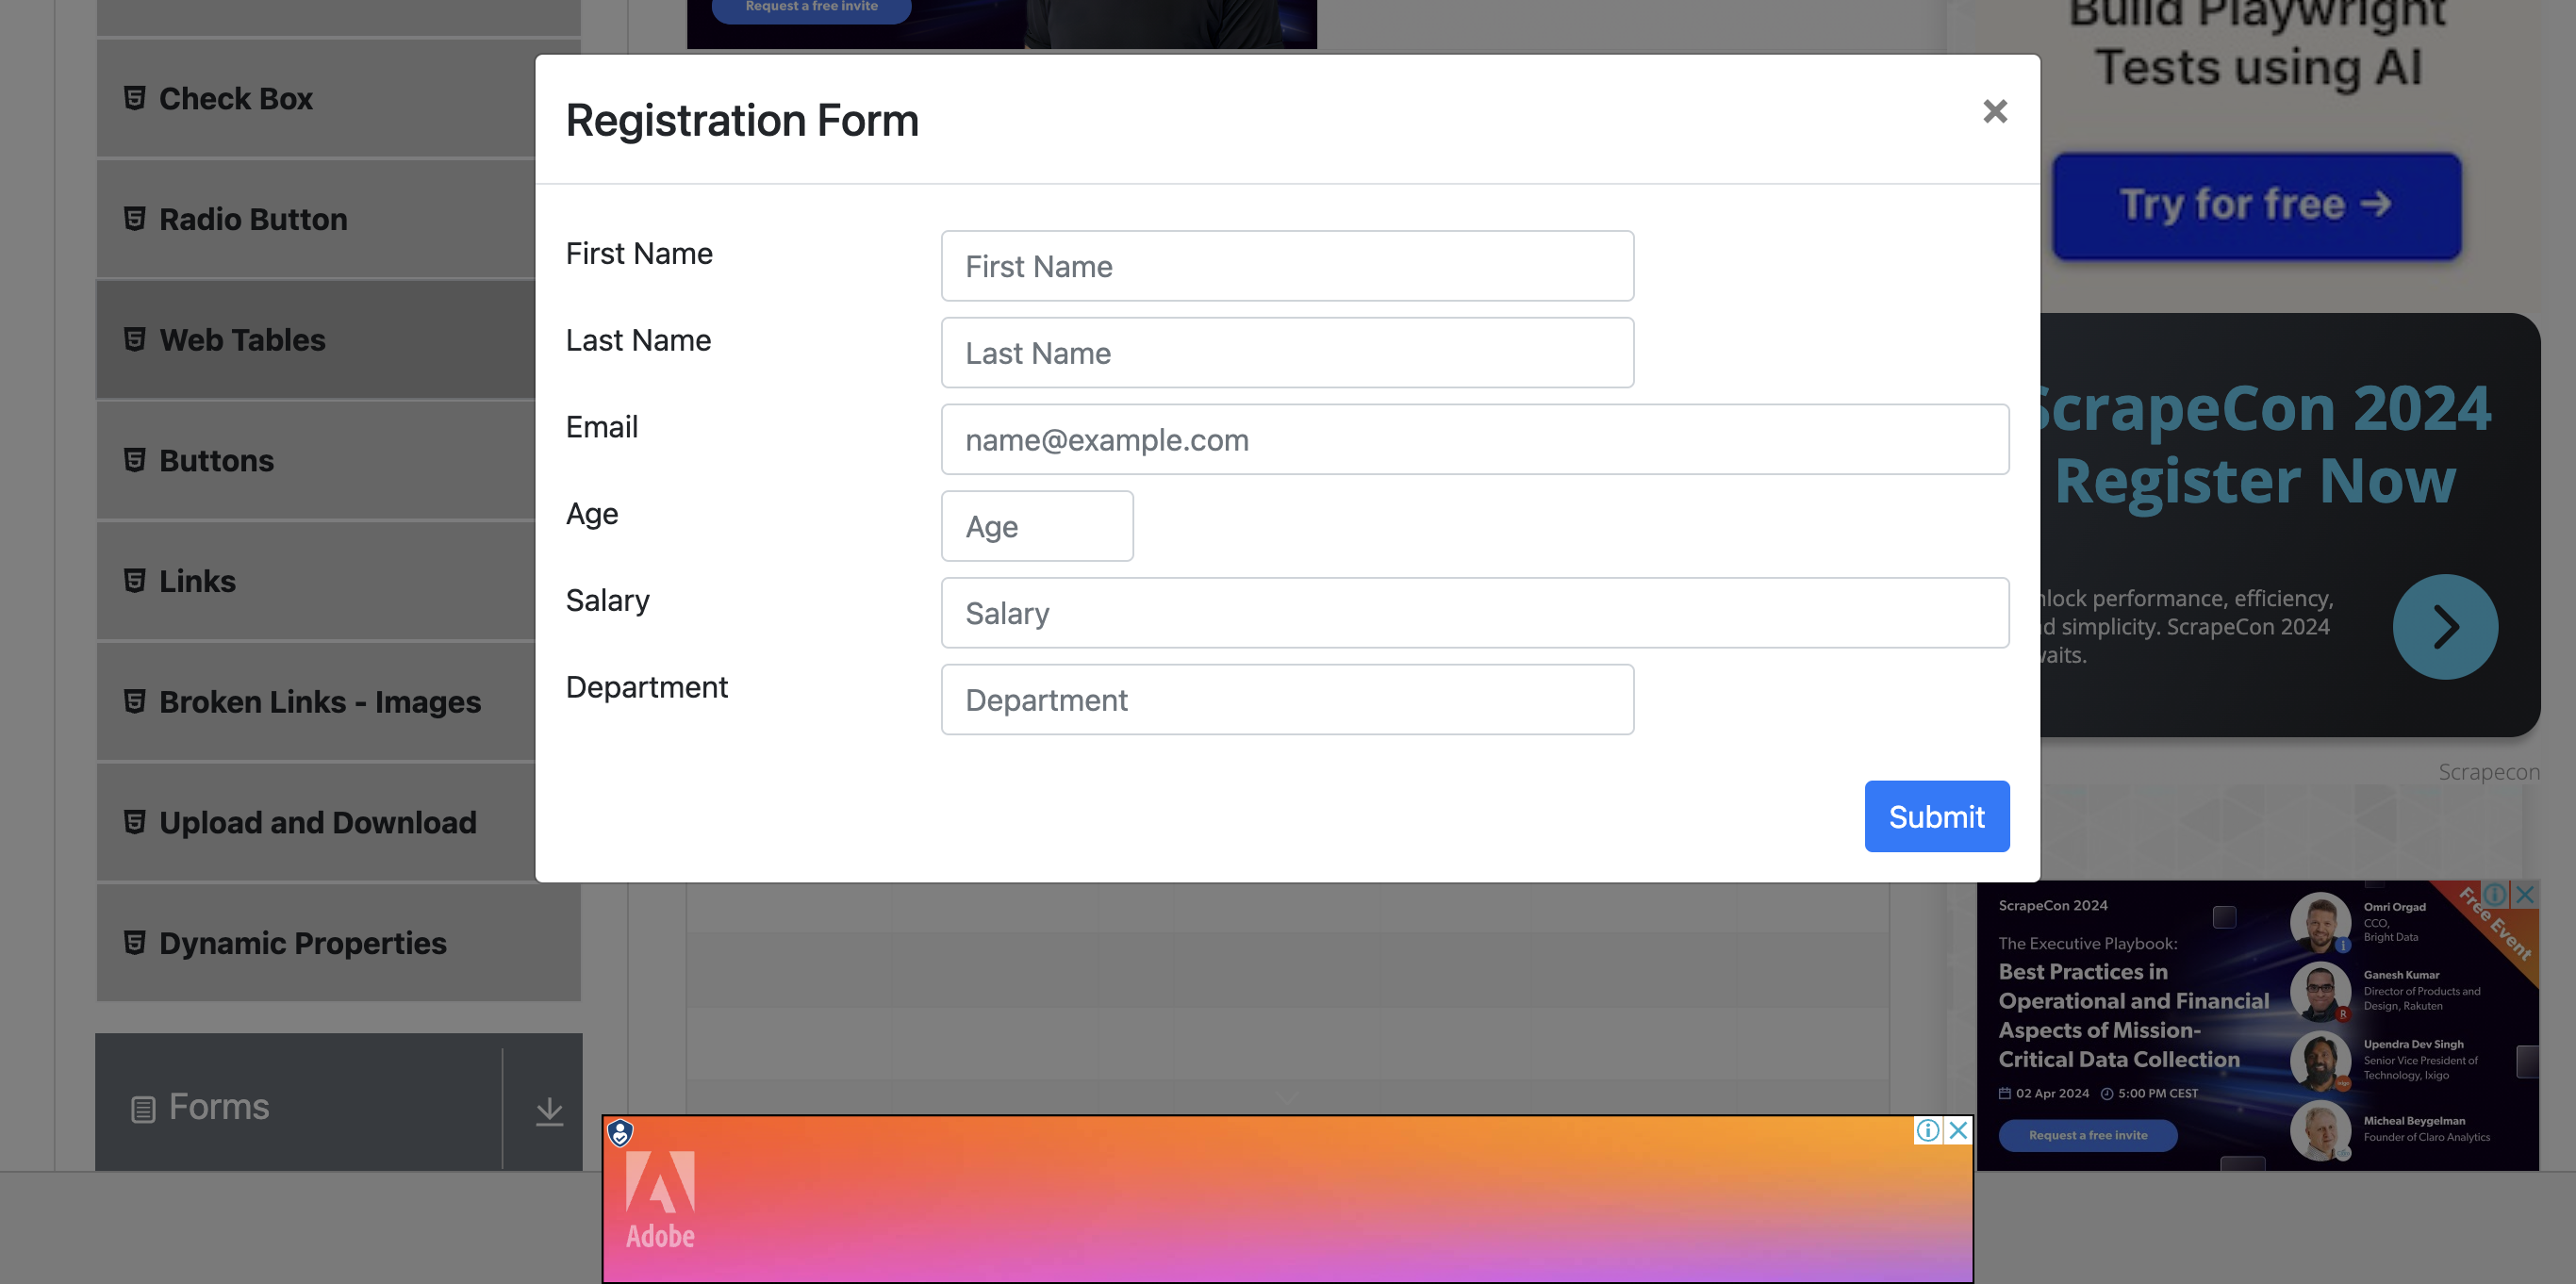 Request a free invite
Check Box
Radio Button
Web Tables
Buttons
Links
Broken Links - Images
Upload and Download
Dynamic Properties
Forms
Registration Form
×
First Name
First Name
Last Name
Last Name
Email
name@example.com
Age
Age
Salary
Salary
Department
Department
Submit
Build Playwright
Tests using AI
Try for free →
ScrapeCon 2024
Register Now
performance, efficiency,
simplicity. ScrapeCon 2024
Scrapecon
ScrapeCon 2024
The Executive Playbook:
Best Practices in
Operational and Financial
Aspects of Mission-
Critical Data Collection
02 Apr 2024 5:00 PM CEST
Request a free invite
Free Event
Omri Orgad
CCO,
Bright Data
Ganesh Kumar
Director of Products and
Design, Rakuten
Upendra Dev Singh
Senior Vice President of
Technology, Ixigo
Micheal Beygelman
Founder of Claro Analytics
Adobe